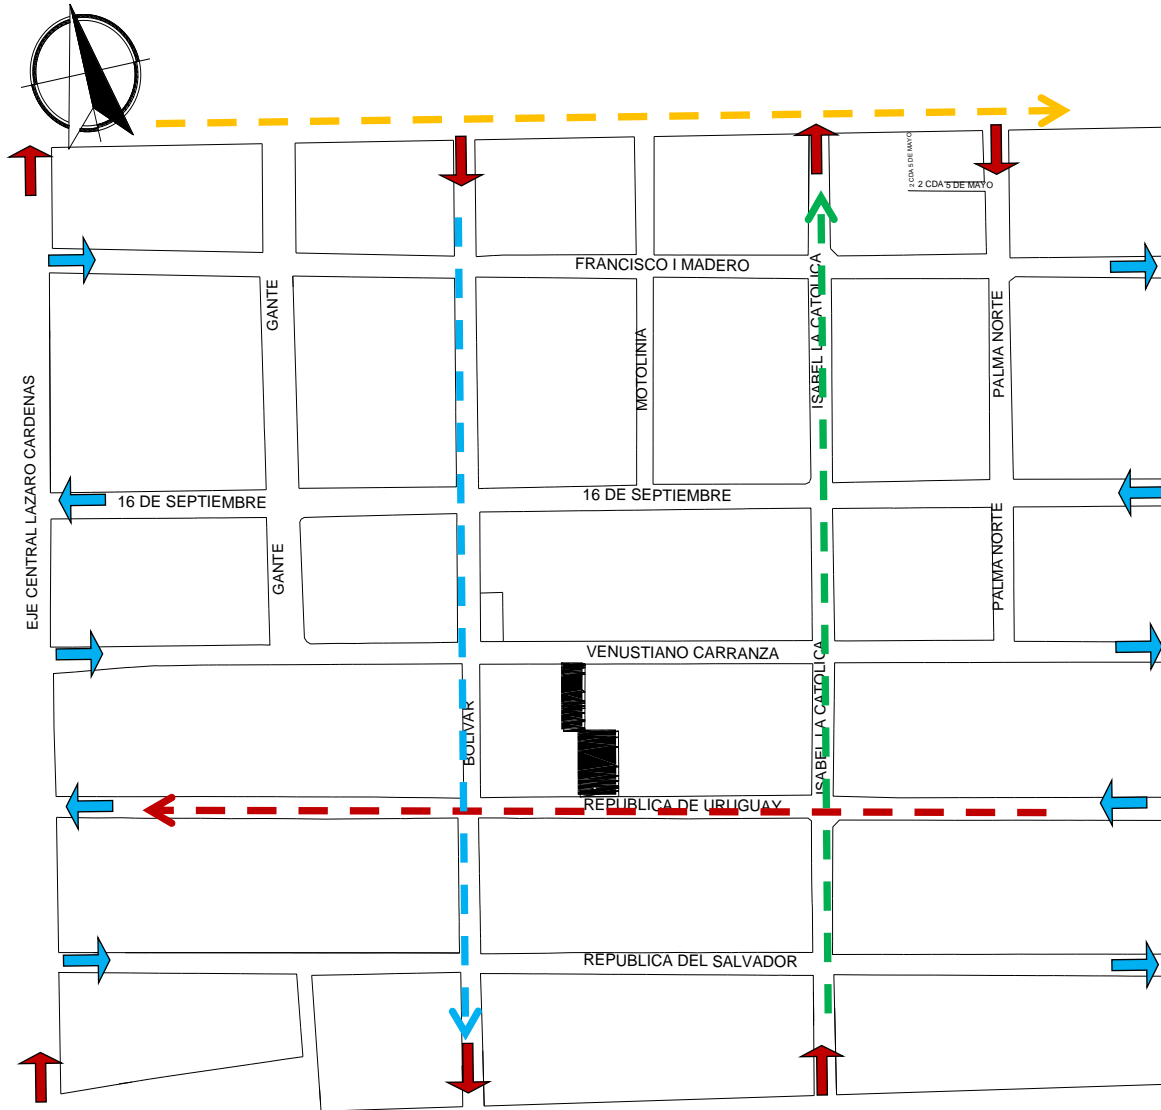 2 CDA 5 DE MAYO
2 CDA 5 DE MAYO
FRANCISCO I MADERO
GANTE
MOTOLINIA
ISABEL LA CATOLICA
PALMA NORTE
EJE CENTRAL LAZARO CARDENAS
16 DE SEPTIEMBRE
16 DE SEPTIEMBRE
GANTE
PALMA NORTE
VENUSTIANO CARRANZA
BOLIVAR
ISABEL LA CATOLICA
REPUBLICA DE URUGUAY
REPUBLICA DEL SALVADOR